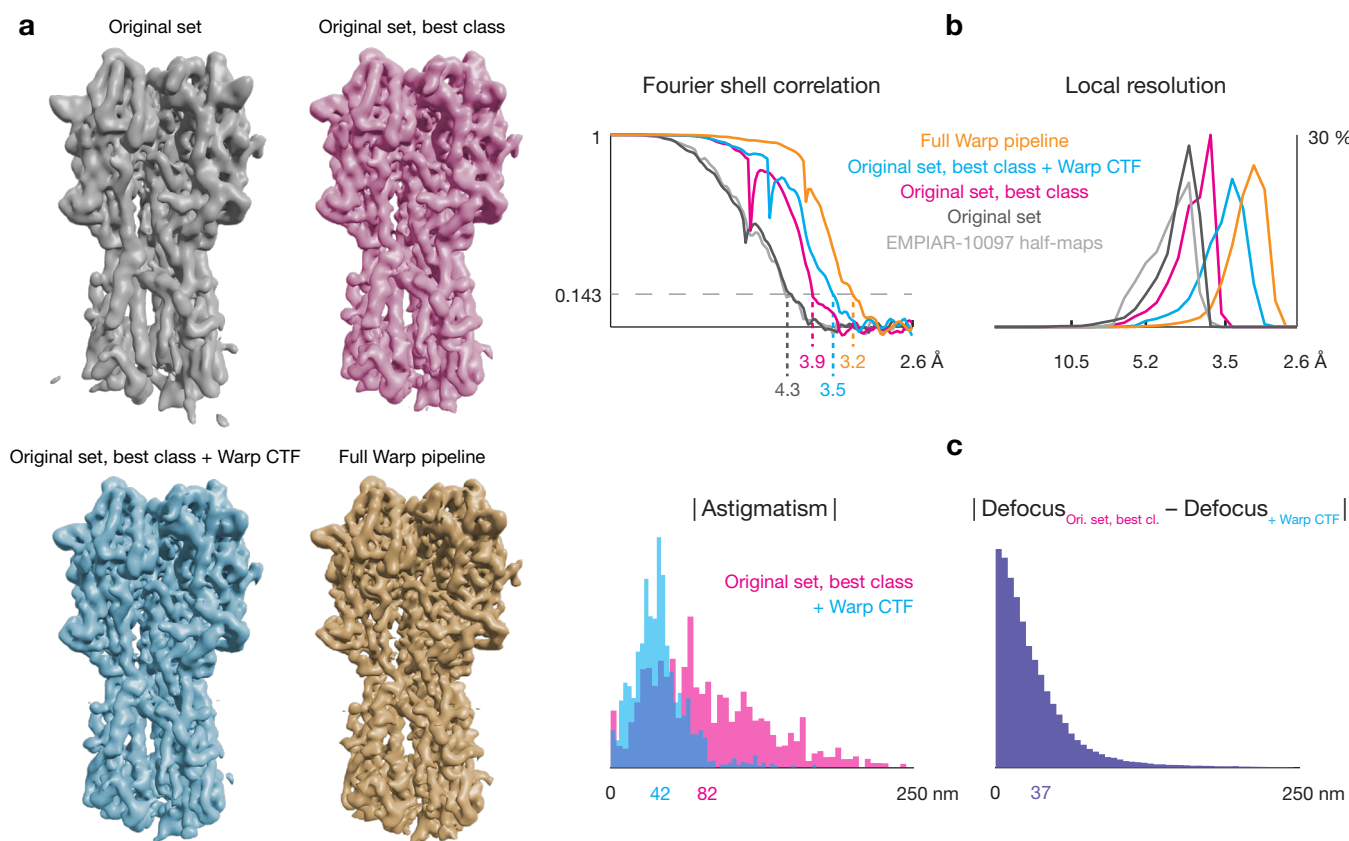 a
Original set
Original set, best class
Original set, best class + Warp CTF
Full Warp pipeline
b
Fourier shell correlation
1
0.143
4.3
3.9
3.5
3.2
2.6 Å
Full Warp pipeline
Original set, best class + Warp CTF
Original set, best class
Original set
EMPIAR-10097 half-maps
Local resolution
30 %
10.5
5.2
3.5
2.6 Å
c
| Astigmatism |
Original set, best class
+ Warp CTF
0
42
82
250 nm
| Defocus Ori. set, best cl. – Defocus + Warp CTF |
0
37
250 nm